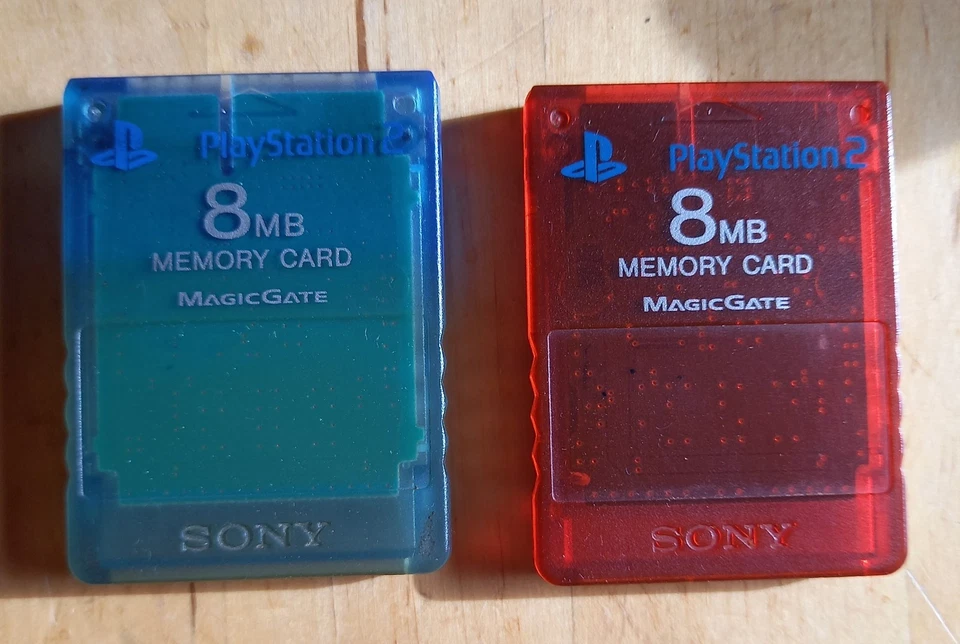 PlayStation 2
8MB
MEMORY CARD
MAGICGATE
SONY
PlayStation 2
8MB
MEMORY CARD
MAGICGATE
SONY